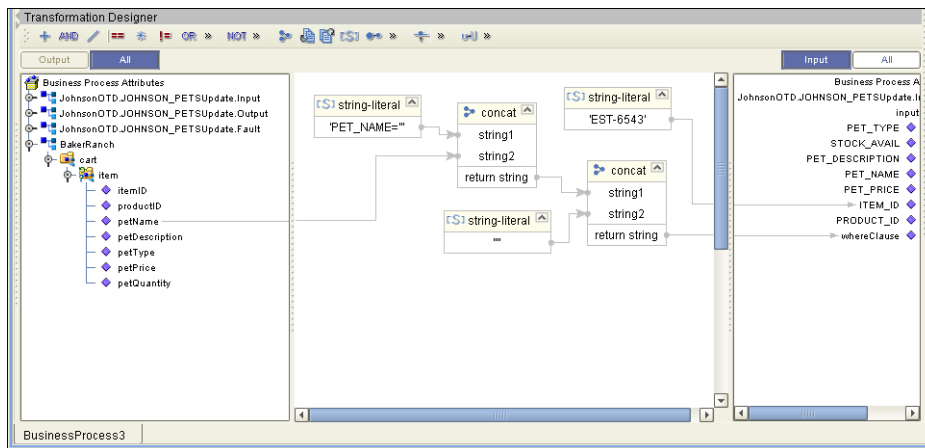 Transformation Designer
+ AND / == != OR » NOT » [S] » » »
Output All Input All
Business Process Attributes
JohnsonOTD.JOHNSON_PETSUpdate.Input
JohnsonOTD.JOHNSON_PETSUpdate.Output
JohnsonOTD.JOHNSON_PETSUpdate.Fault
BakerRanch
cart
item
itemID
productID
petName
petDescription
petType
petPrice
petQuantity
[S] string-literal
'PET_NAME="'
concat
string1
string2
return string
[S] string-literal
'EST-6543'
concat
string1
string2
return string
[S] string-literal
Business Process A
JohnsonOTD.JOHNSON_PETSUpdate.I
input
PET_TYPE
STOCK_AVAIL
PET_DESCRIPTION
PET_NAME
PET_PRICE
ITEM_ID
PRODUCT_ID
whereClause
BusinessProcess3